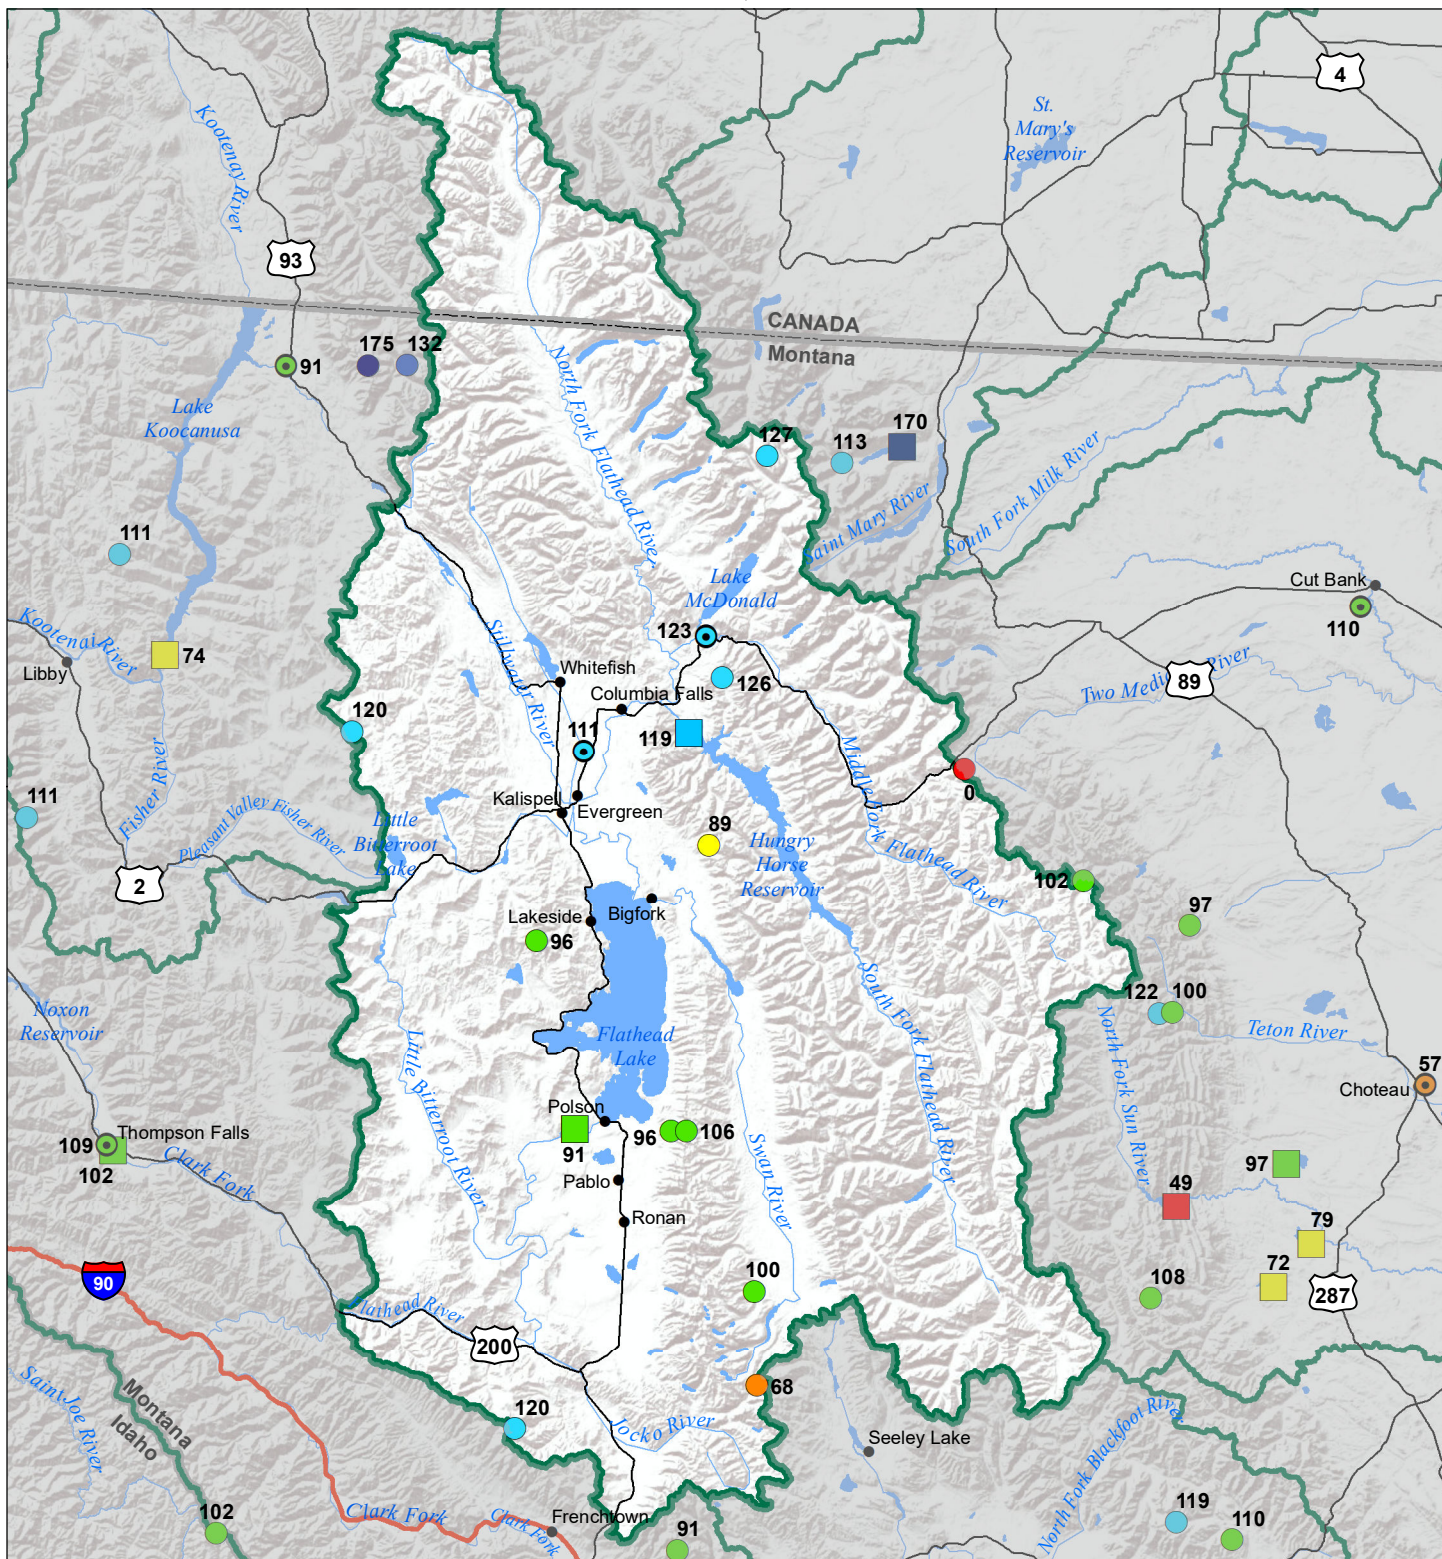 4
St.
Mary's
Reservoir
Kootenay River
93
CANADA
Montana
175
132
91
North Fork Flathead River
Lake
Koocanusa
127
113
170
Saint Mary River
South Fork Milk River
111
Lake
McDonald
Cut Bank
110
Kootenai River
74
Libby
123
Stillwater River
Whitefish
126
Columbia Falls
Two Medicine River
89
120
111
119
Middle Fork Flathead River
0
Fisher River
111
Kalispell
Evergreen
Pleasant Valley Fisher River
Little
Bitterroot
Lake
89
Hungry
Horse
Reservoir
2
102
97
Lakeside
Bigfork
96
South Fork Flathead River
Noxon
Reservoir
122
100
North Fork Sun River
Teton River
Flathead
Lake
Little Bitterroot River
57
Choteau
Polson
91
96
106
Swan River
109
Thompson Falls
102
Clark Fork
97
Pablo
49
Ronan
79
90
100
72
108
287
Flathead River
200
68
Montana
Idaho
Saint Joe River
120
Jocko River
Seeley Lake
North Fork Blackfoot River
102
Clark Fork
Clark Fork
Frenchtown
91
119
110